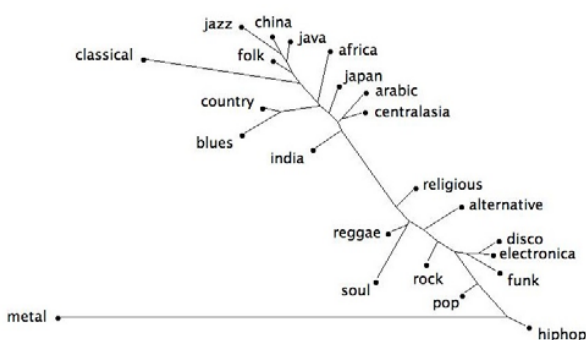 jazz
china
java
folk
africa
classical
japan
arabic
country
centralasia
blues
india
religious
alternative
reggae
disco
electronica
rock
funk
soul
pop
metal
hiphop